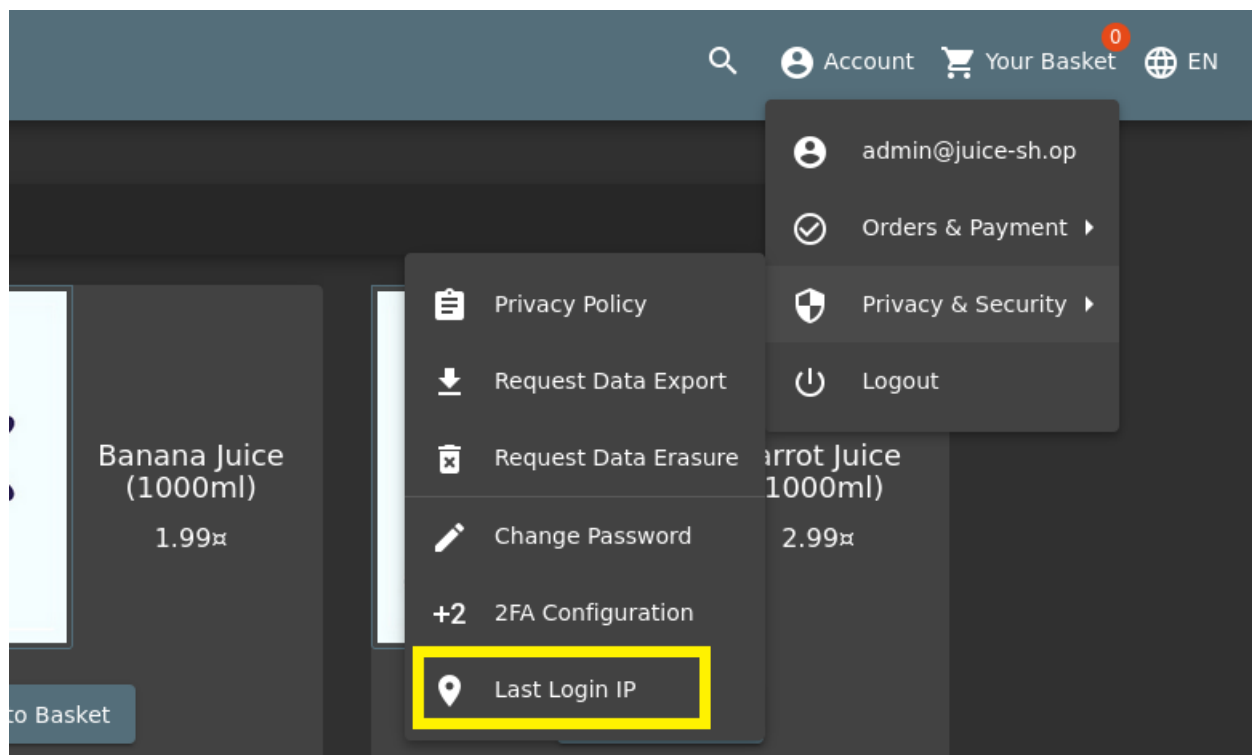 0
Account
Your Basket
EN
admin@juice-sh.op
Orders & Payment
Privacy & Security
Logout
Privacy Policy
Request Data Export
Request Data Erasure
Change Password
+2 2FA Configuration
Last Login IP
Banana Juice
(1000ml)
1.99¤
to Basket
arrot Juice
1000ml)
2.99¤